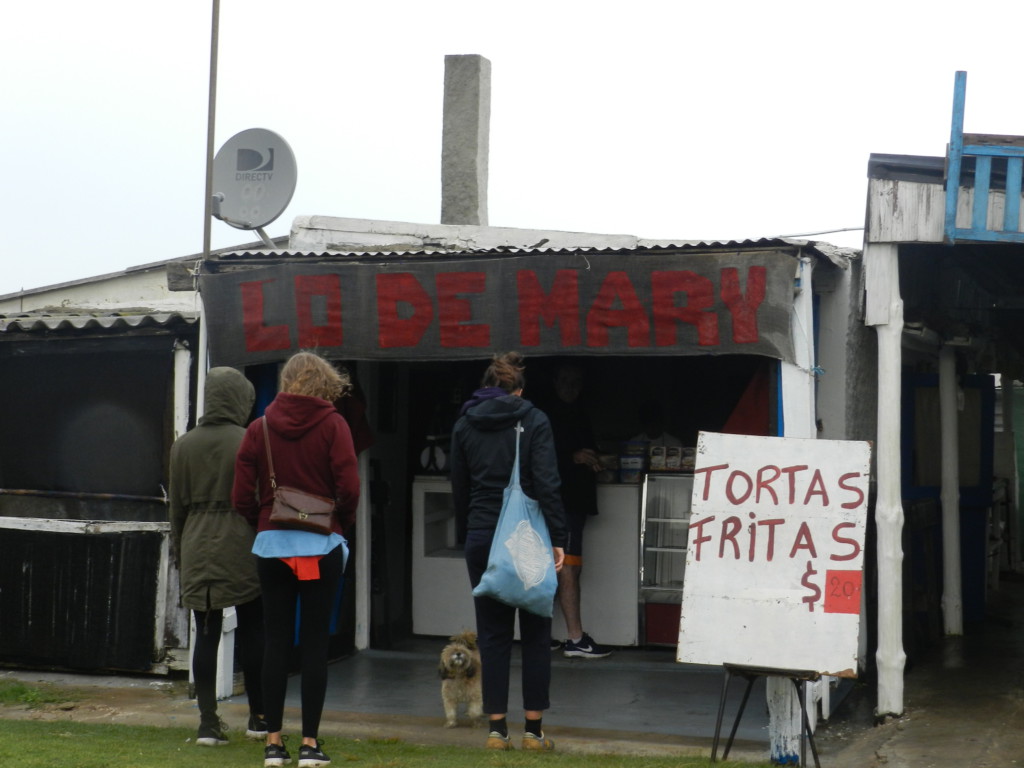 DIRECTV
LO DE MARY
TORTAS
FRITAS
$ 20